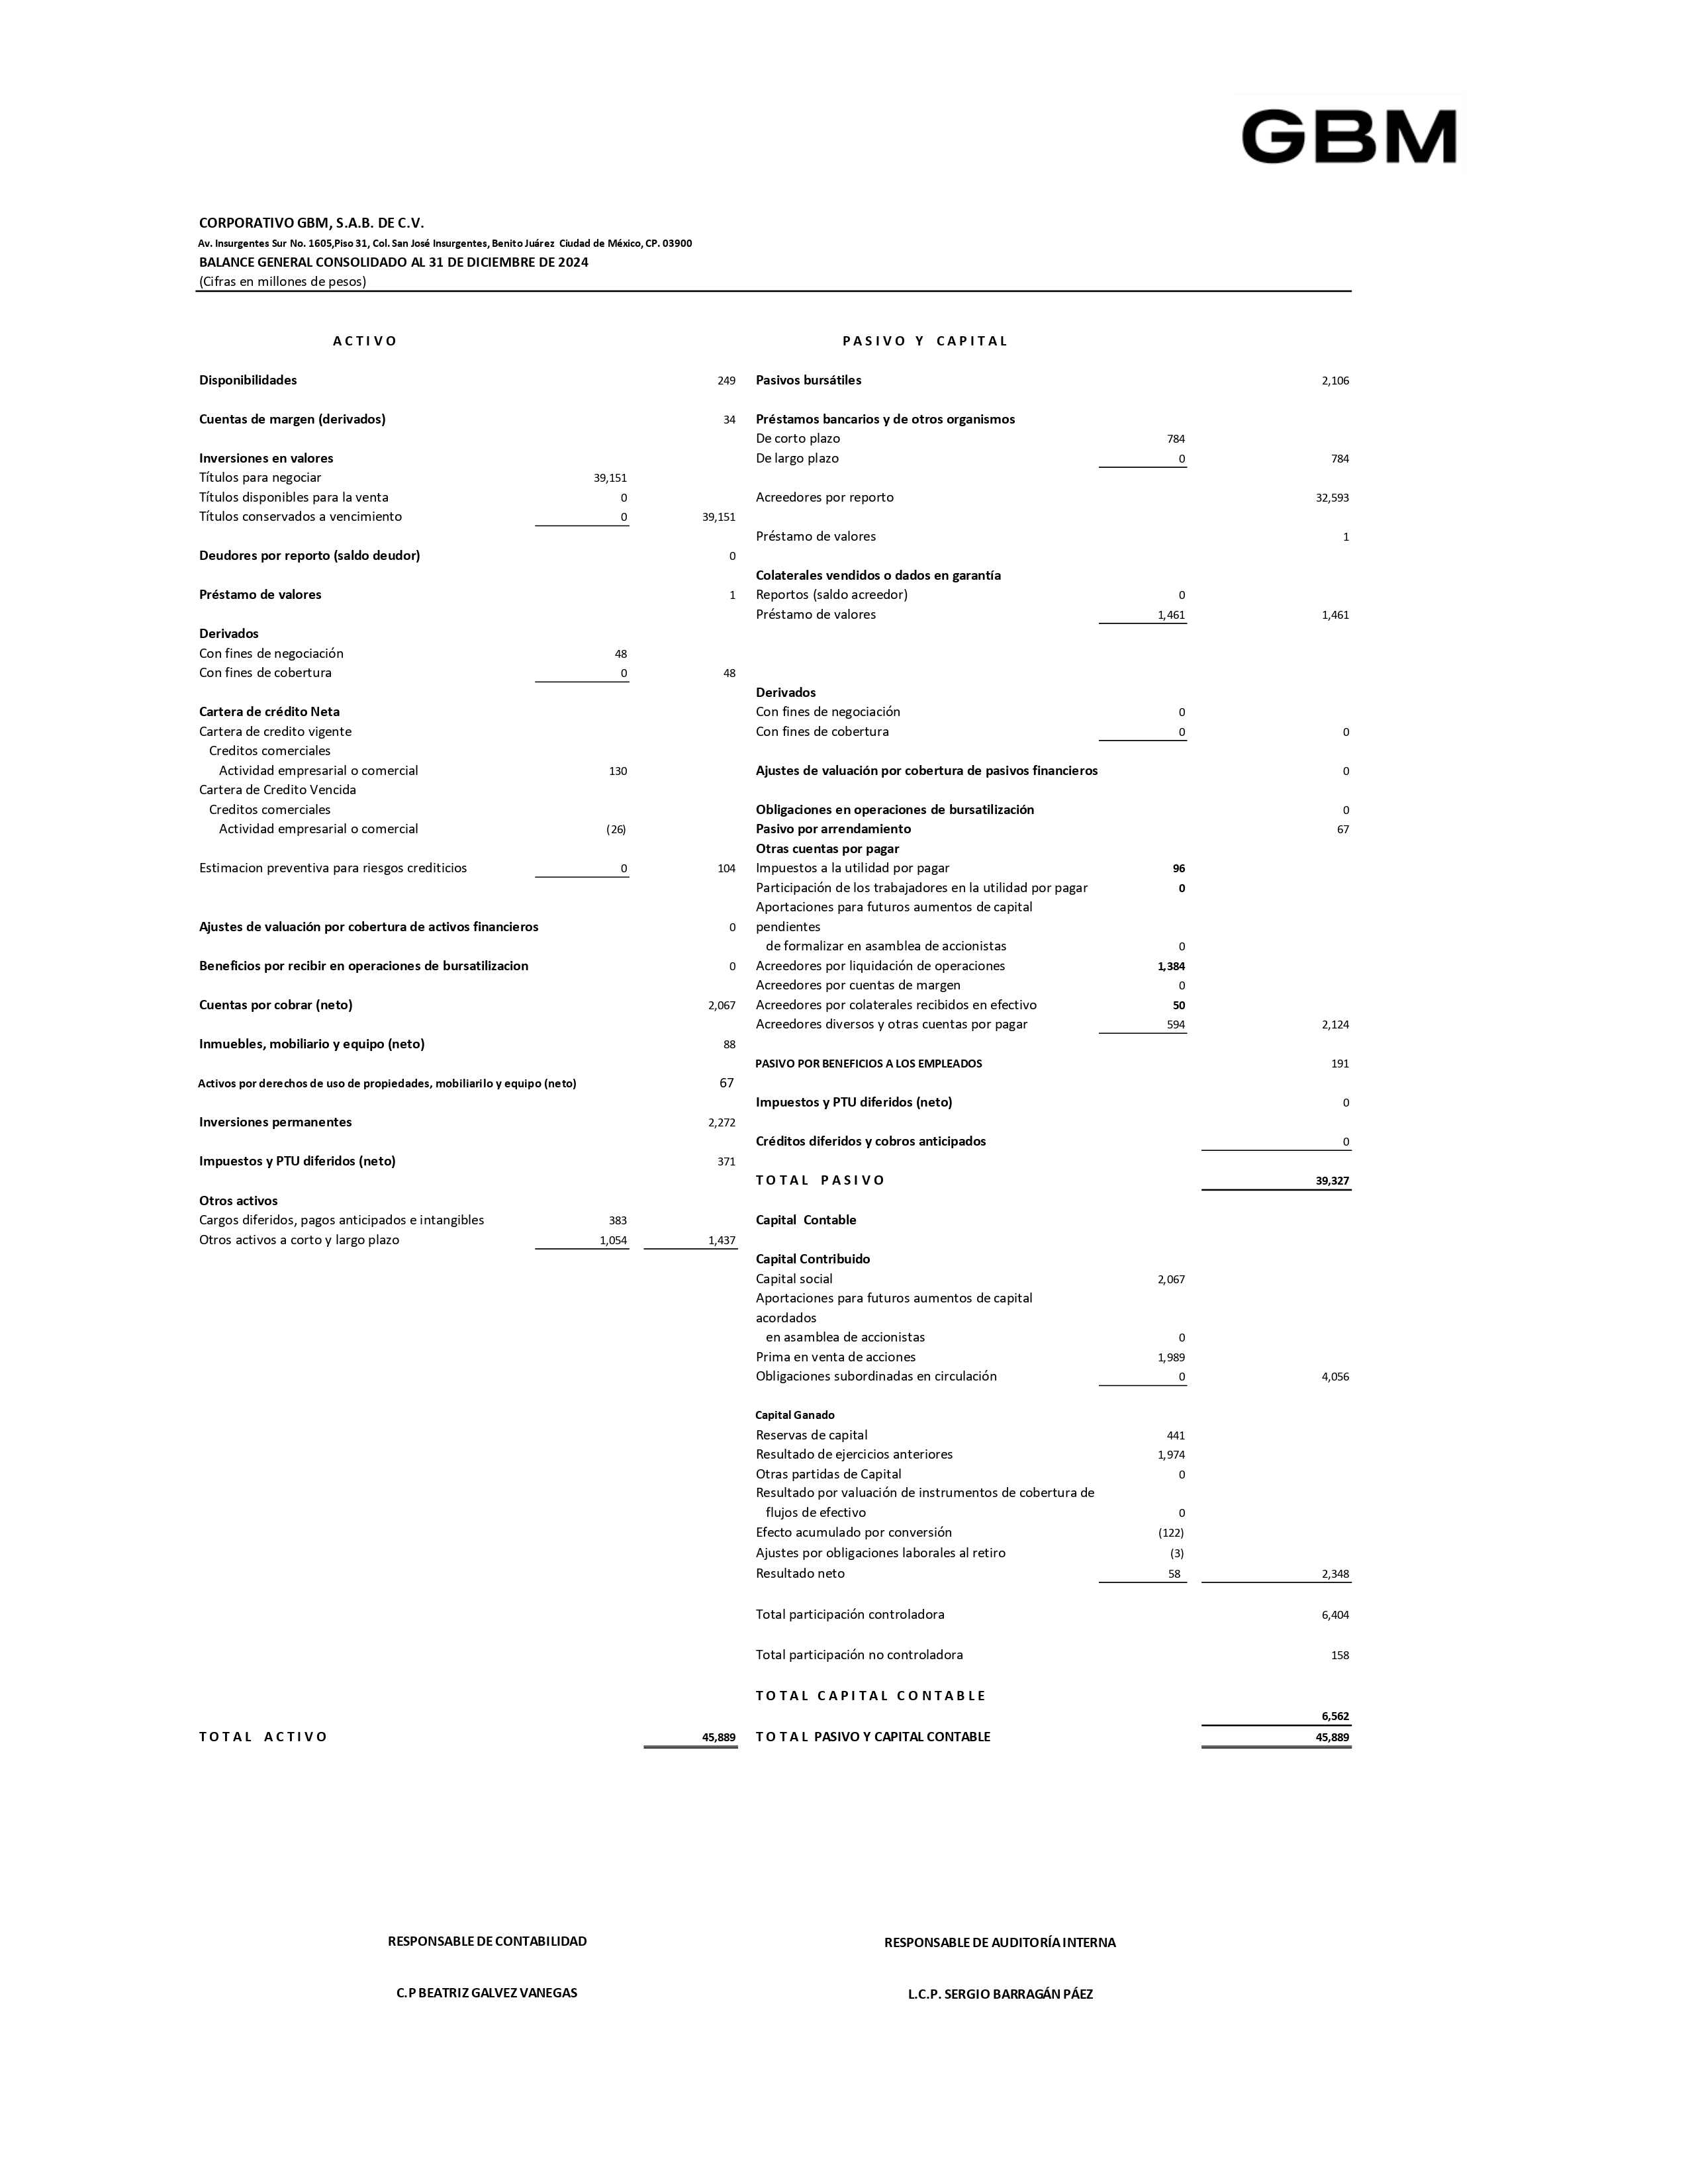 GBM
CORPORATIVO GBM, S.A.B. DE C.V.
Av. Insurgentes Sur No. 1605,Piso 31, Col. San José Insurgentes, Benito Juárez Ciudad de México, CP. 03900
BALANCE GENERAL CONSOLIDADO AL 31 DE DICIEMBRE DE 2024
(Cifras en millones de pesos)
A C T I V O
Disponibilidades 249
Cuentas de margen (derivados) 34
Inversiones en valores
Títulos para negociar 39,151
Títulos disponibles para la venta 0
Títulos conservados a vencimiento 0 39,151
Deudores por reporto (saldo deudor) 0
Préstamo de valores 1
Derivados
Con fines de negociación 48
Con fines de cobertura 0 48
Cartera de crédito Neta
Cartera de credito vigente
Creditos comerciales
Actividad empresarial o comercial 130
Cartera de Credito Vencida
Creditos comerciales
Actividad empresarial o comercial (26)
Estimacion preventiva para riesgos crediticios 0 104
Ajustes de valuación por cobertura de activos financieros 0
Beneficios por recibir en operaciones de bursatilizacion 0
Cuentas por cobrar (neto) 2,067
Inmuebles, mobiliario y equipo (neto) 88
Activos por derechos de uso de propiedades, mobiliarilo y equipo (neto) 67
Inversiones permanentes 2,272
Impuestos y PTU diferidos (neto) 371
Otros activos
Cargos diferidos, pagos anticipados e intangibles 383
Otros activos a corto y largo plazo 1,054 1,437
T O T A L A C T I V O 45,889
P A S I V O Y C A P I T A L
Pasivos bursátiles 2,106
Préstamos bancarios y de otros organismos
De corto plazo 784
De largo plazo 0 784
Acreedores por reporto 32,593
Préstamo de valores 1
Colaterales vendidos o dados en garantía
Reportos (saldo acreedor) 0
Préstamo de valores 1,461 1,461
Derivados
Con fines de negociación 0
Con fines de cobertura 0 0
Ajustes de valuación por cobertura de pasivos financieros 0
Obligaciones en operaciones de bursatilización 0
Pasivo por arrendamiento 67
Otras cuentas por pagar
Impuestos a la utilidad por pagar 96
Participación de los trabajadores en la utilidad por pagar 0
Aportaciones para futuros aumentos de capital
pendientes
de formalizar en asamblea de accionistas 0
Acreedores por liquidación de operaciones 1,384
Acreedores por cuentas de margen 0
Acreedores por colaterales recibidos en efectivo 50
Acreedores diversos y otras cuentas por pagar 594 2,124
PASIVO POR BENEFICIOS A LOS EMPLEADOS 191
Impuestos y PTU diferidos (neto) 0
Créditos diferidos y cobros anticipados 0
T O T A L P A S I V O 39,327
Capital Contable
Capital Contribuido
Capital social 2,067
Aportaciones para futuros aumentos de capital
acordados
en asamblea de accionistas 0
Prima en venta de acciones 1,989
Obligaciones subordinadas en circulación 0 4,056
Capital Ganado
Reservas de capital 441
Resultado de ejercicios anteriores 1,974
Otras partidas de Capital 0
Resultado por valuación de instrumentos de cobertura de
flujos de efectivo 0
Efecto acumulado por conversión (122)
Ajustes por obligaciones laborales al retiro (3)
Resultado neto 58 2,348
Total participación controladora 6,404
Total participación no controladora 158
T O T A L C A P I T A L C O N T A B L E
6,562
T O T A L PASIVO Y CAPITAL CONTABLE 45,889
RESPONSABLE DE CONTABILIDAD
C.P BEATRIZ GALVEZ VANEGAS
RESPONSABLE DE AUDITORÍA INTERNA
L.C.P. SERGIO BARRAGÁN PÁEZ